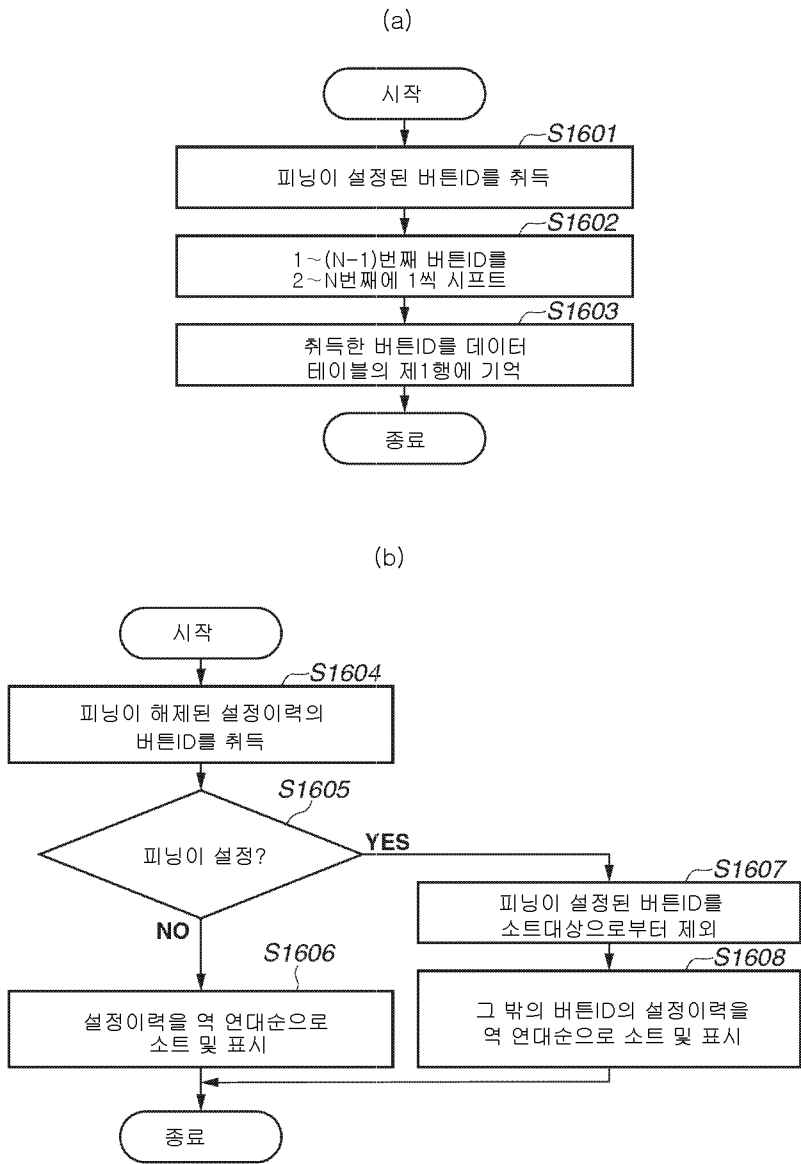 (a)
시작
S1601
피닝이 설정된 버튼ID를 취득
S1602
1~(N-1)번째 버튼ID를
2~N번째에 1씩 시프트
S1603
취득한 버튼ID를 데이터
테이블의 제1행에 기억
종료
(b)
시작
S1604
피닝이 해제된 설정이력의
버튼ID를 취득
S1605
피닝이 설정?
YES
NO
S1607
피닝이 설정된 버튼ID를
소트대상으로부터 제외
S1606
설정이력을 역 연대순으로
소트 및 표시
S1608
그 밖의 버튼ID의 설정이력을
역 연대순으로 소트 및 표시
종료